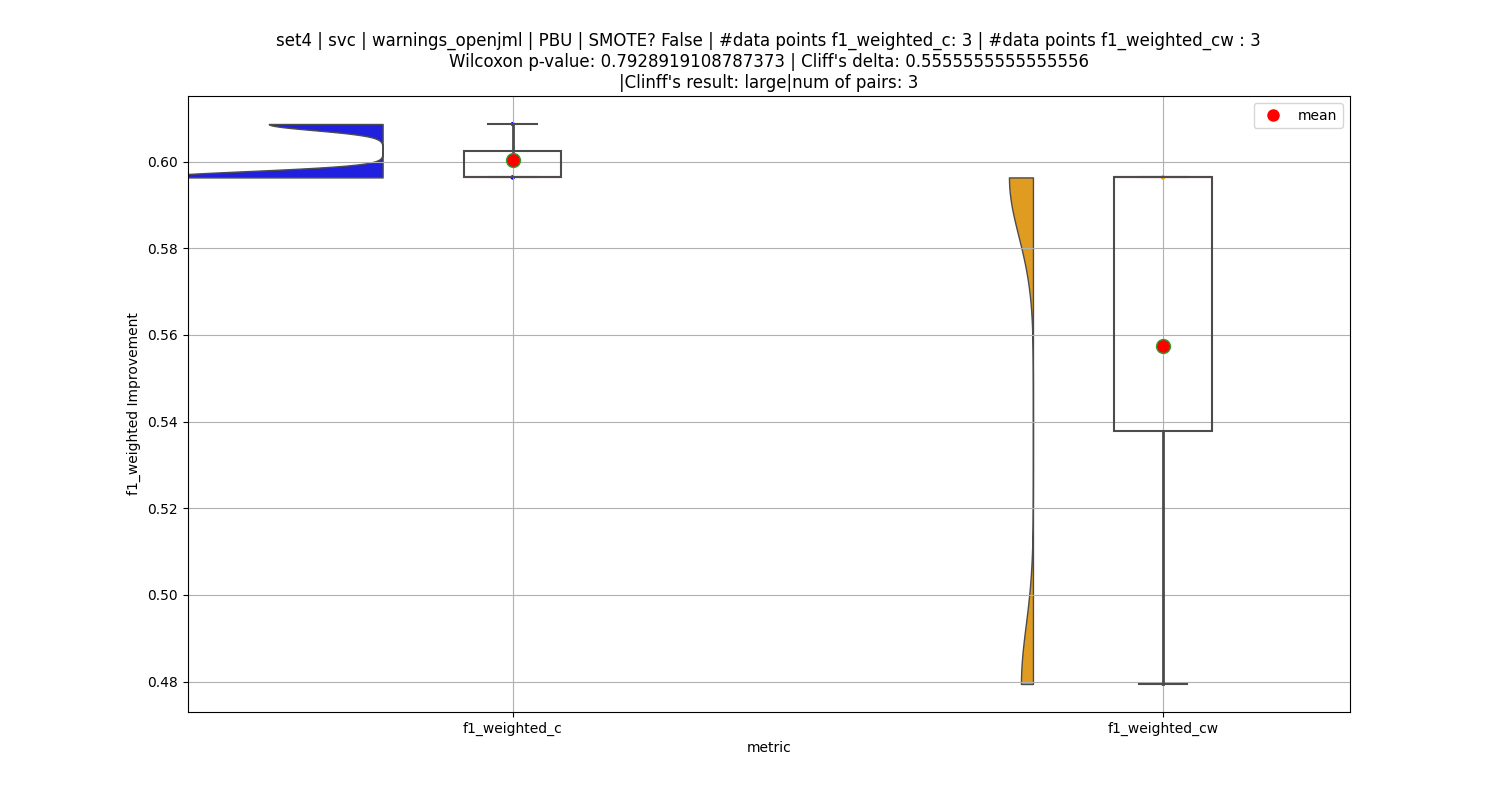 set4 | svc | warnings_openjml | PBU | SMOTE? False | #data points f1_weighted_c: 3 | #data points f1_weighted_cw : 3
Wilcoxon p-value: 0.7928919108787373 | Cliff's delta: 0.5555555555555556
|Clinff's result: large|num of pairs: 3
mean
0.60
0.58
0.56
0.54
0.52
0.50
0.48
f1_weighted Improvement
f1_weighted_c
f1_weighted_cw
metric